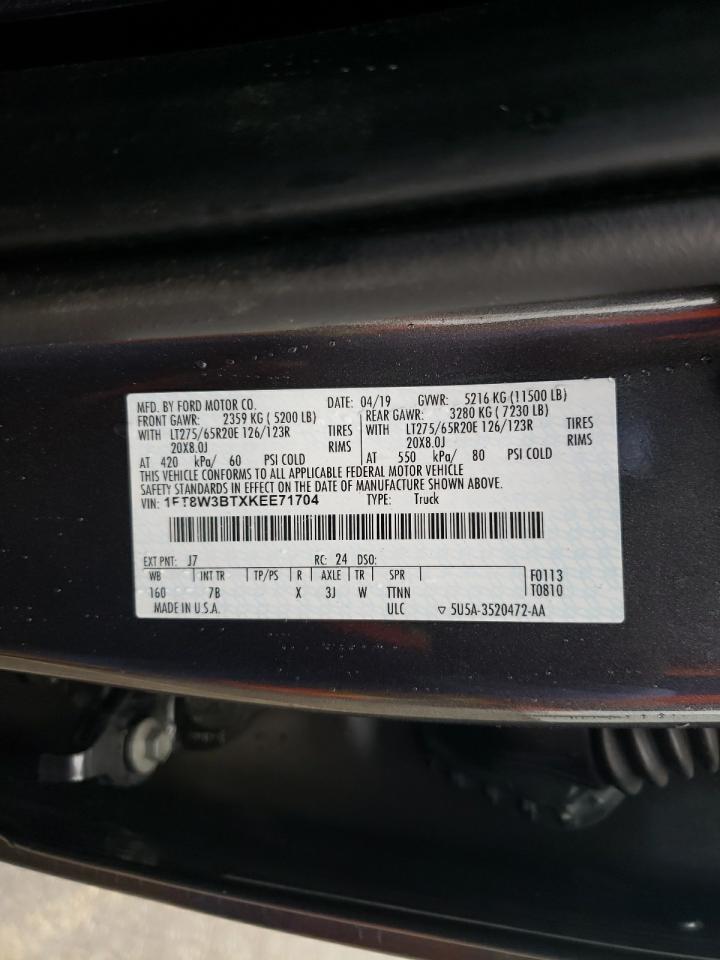 MFD. BY FORD MOTOR CO. DATE: 04/19 GVWR: 5216 KG (11500 LB)
FRONT GAWR: 2359 KG ( 5200 LB) REAR GAWR: 3280 KG ( 7230 LB)
WITH LT275/65R20E 126/123R TIRES WITH LT275/65R20E 126/123R TIRES
20X8.0J RIMS 20X8.0J RIMS
AT 420 kPa/ 60 PSI COLD AT 550 kPa/ 80 PSI COLD
THIS VEHICLE CONFORMS TO ALL APPLICABLE FEDERAL MOTOR VEHICLE
SAFETY STANDARDS IN EFFECT ON THE DATE OF MANUFACTURE SHOWN ABOVE.
VIN: 1FT8W3BTXKEE71704 TYPE: Truck
EXT PNT: J7 RC: 24 DSO:
WB INT TR TP/PS R AXLE TR SPR F0113
160 7B X 3J W TTNN T0810
MADE IN U.S.A. ULC ▽ 5U5A-3520472-AA